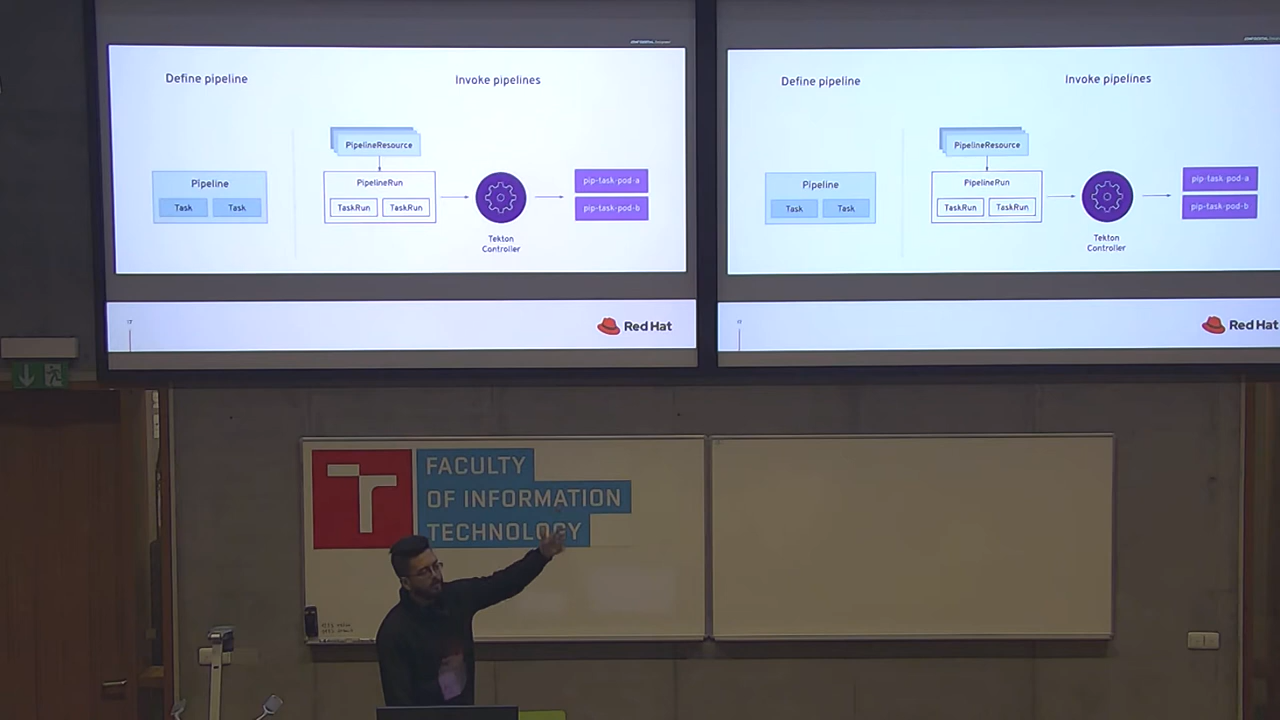 Define pipeline
Invoke pipelines
PipelineResource
Pipeline
Task
Task
PipelineRun
TaskRun
TaskRun
Tekton
Controller
pip-task-pod-a
pip-task-pod-b
Red Hat
Define pipeline
Invoke pipelines
PipelineResource
Pipeline
Task
Task
PipelineRun
TaskRun
TaskRun
Tekton
Controller
pip-task-pod-a
pip-task-pod-b
Red Hat
FACULTY
OF INFORMATION
TECHNOLOGY